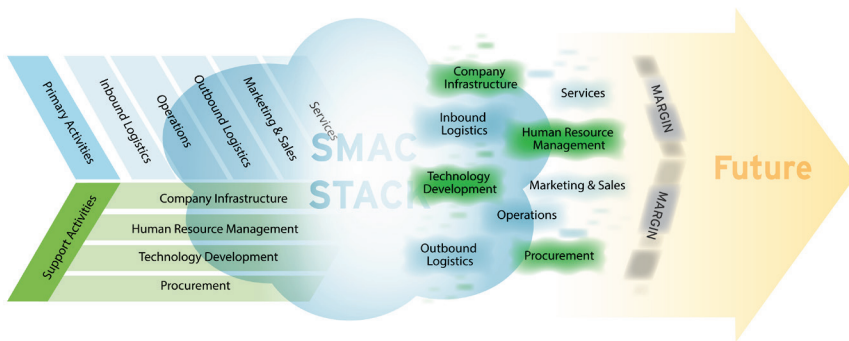 Primary Activities
Inbound Logistics
Operations
Outbound Logistics
Marketing & Sales
Services
Support Activities
Company Infrastructure
Human Resource Management
Technology Development
Procurement
SMAC
STACK
Company
Infrastructure
Services
Inbound
Logistics
Human Resource
Management
Technology
Development
Marketing & Sales
Operations
Outbound
Logistics
Procurement
MARGIN
MARGIN
Future